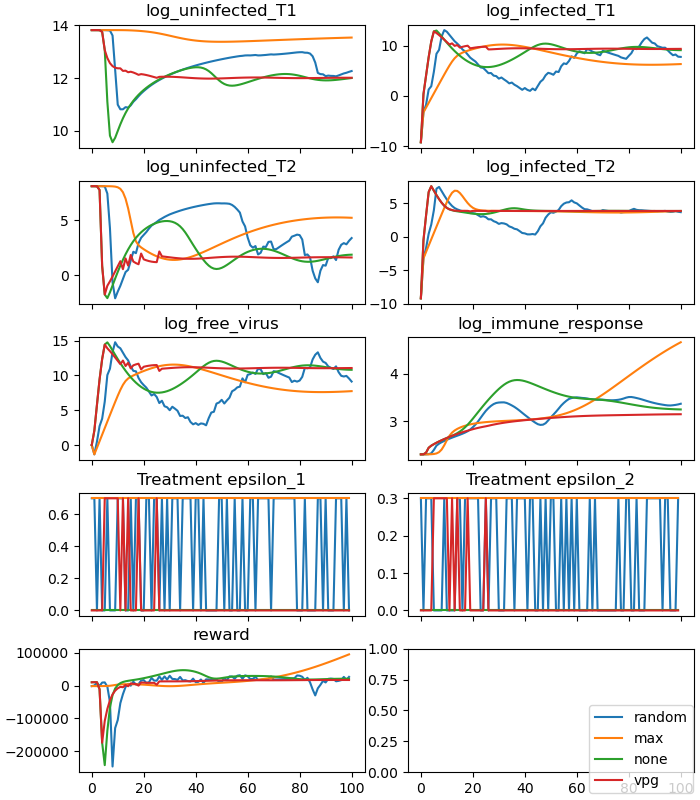 log_uninfected_T1
log_infected_T1
14
12
10
10
0
−10
log_uninfected_T2
log_infected_T2
5
0
5
0
−5
−10
log_free_virus
log_immune_response
15
10
5
0
4
3
Treatment epsilon_1
Treatment epsilon_2
0.6
0.4
0.2
0.0
0.3
0.2
0.1
0.0
reward
100000
0
−100000
−200000
1.00
0.75
0.50
0.25
0.00
random
max
none
vpg
0 20 40 60 80 100
0 20 40 60 80 100